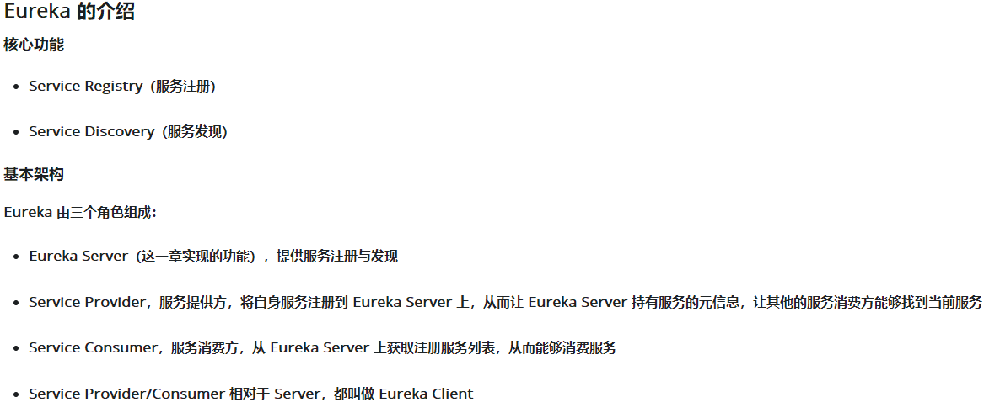 Eureka 的介绍
核心功能
• Service Registry（服务注册）
• Service Discovery（服务发现）
基本架构
Eureka 由三个角色组成：
• Eureka Server（这一章实现的功能），提供服务注册与发现
• Service Provider，服务提供方，将自身服务注册到 Eureka Server 上，从而让 Eureka Server 持有服务的元信息，让其他的服务消费方能够找到当前服务
• Service Consumer，服务消费方，从 Eureka Server 上获取注册服务列表，从而能够消费服务
• Service Provider/Consumer 相对于 Server，都叫做 Eureka Client